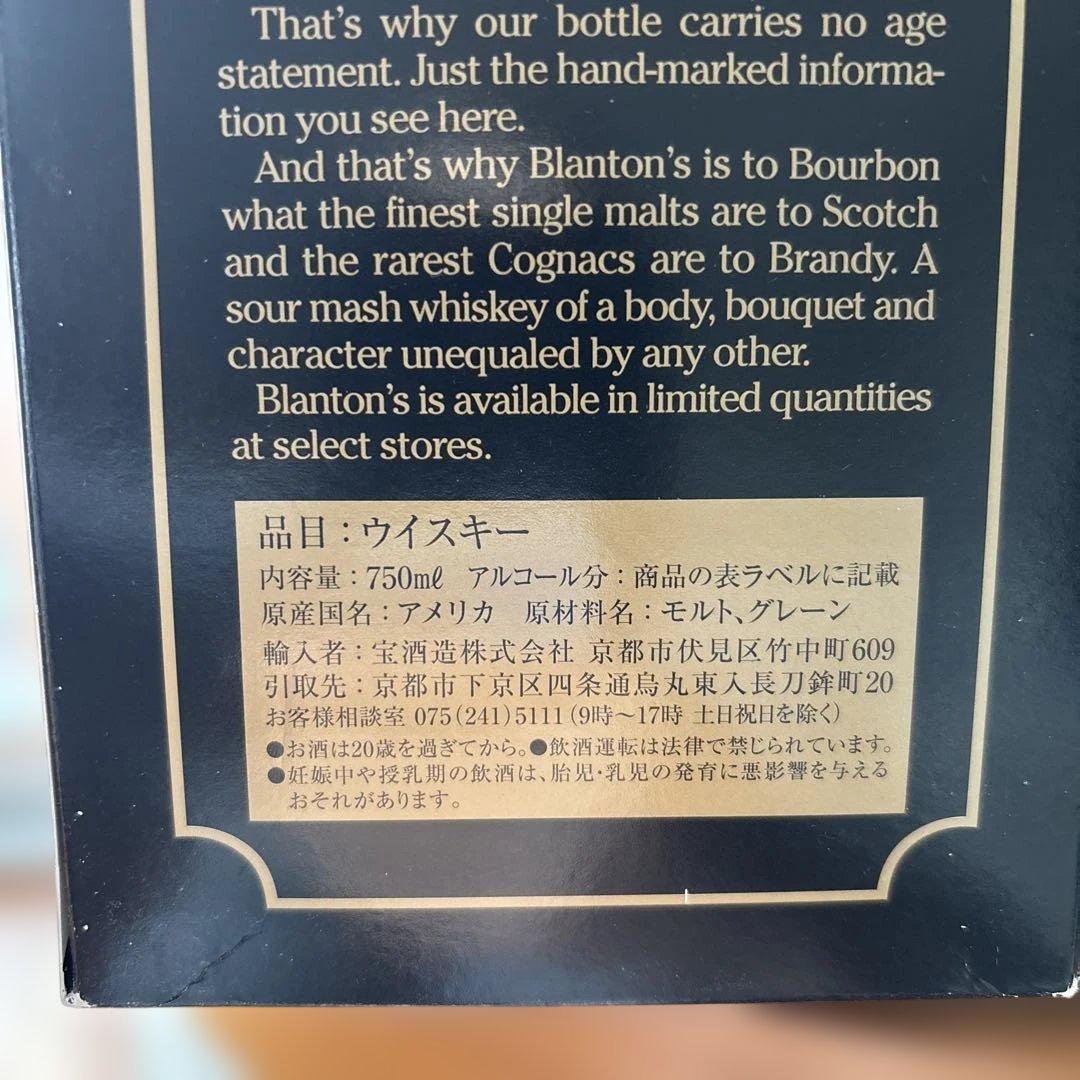 That's why our bottle carries no age
statement. Just the hand-marked informa-
tion you see here.
And that's why Blanton's is to Bourbon
what the finest single malts are to Scotch
and the rarest Cognacs are to Brandy. A
sour mash whiskey of a body, bouquet and
character unequaled by any other.
Blanton's is available in limited quantities
at select stores.
品目：ウイスキー
内容量：750mℓ アルコール分：商品の表ラベルに記載
原産国名：アメリカ 原材料名：モルト、グレーン
輸入者：宝酒造株式会社 京都市伏見区竹中町609
引取先：京都市下京区四条通烏丸東入長刀鉾町20
お客様相談室 075(241)5111(9時〜17時 土日祝日を除く)
●お酒は20歳を過ぎてから。●飲酒運転は法律で禁じられています。
●妊娠中や授乳期の飲酒は、胎児・乳児の発育に悪影響を与える
おそれがあります。